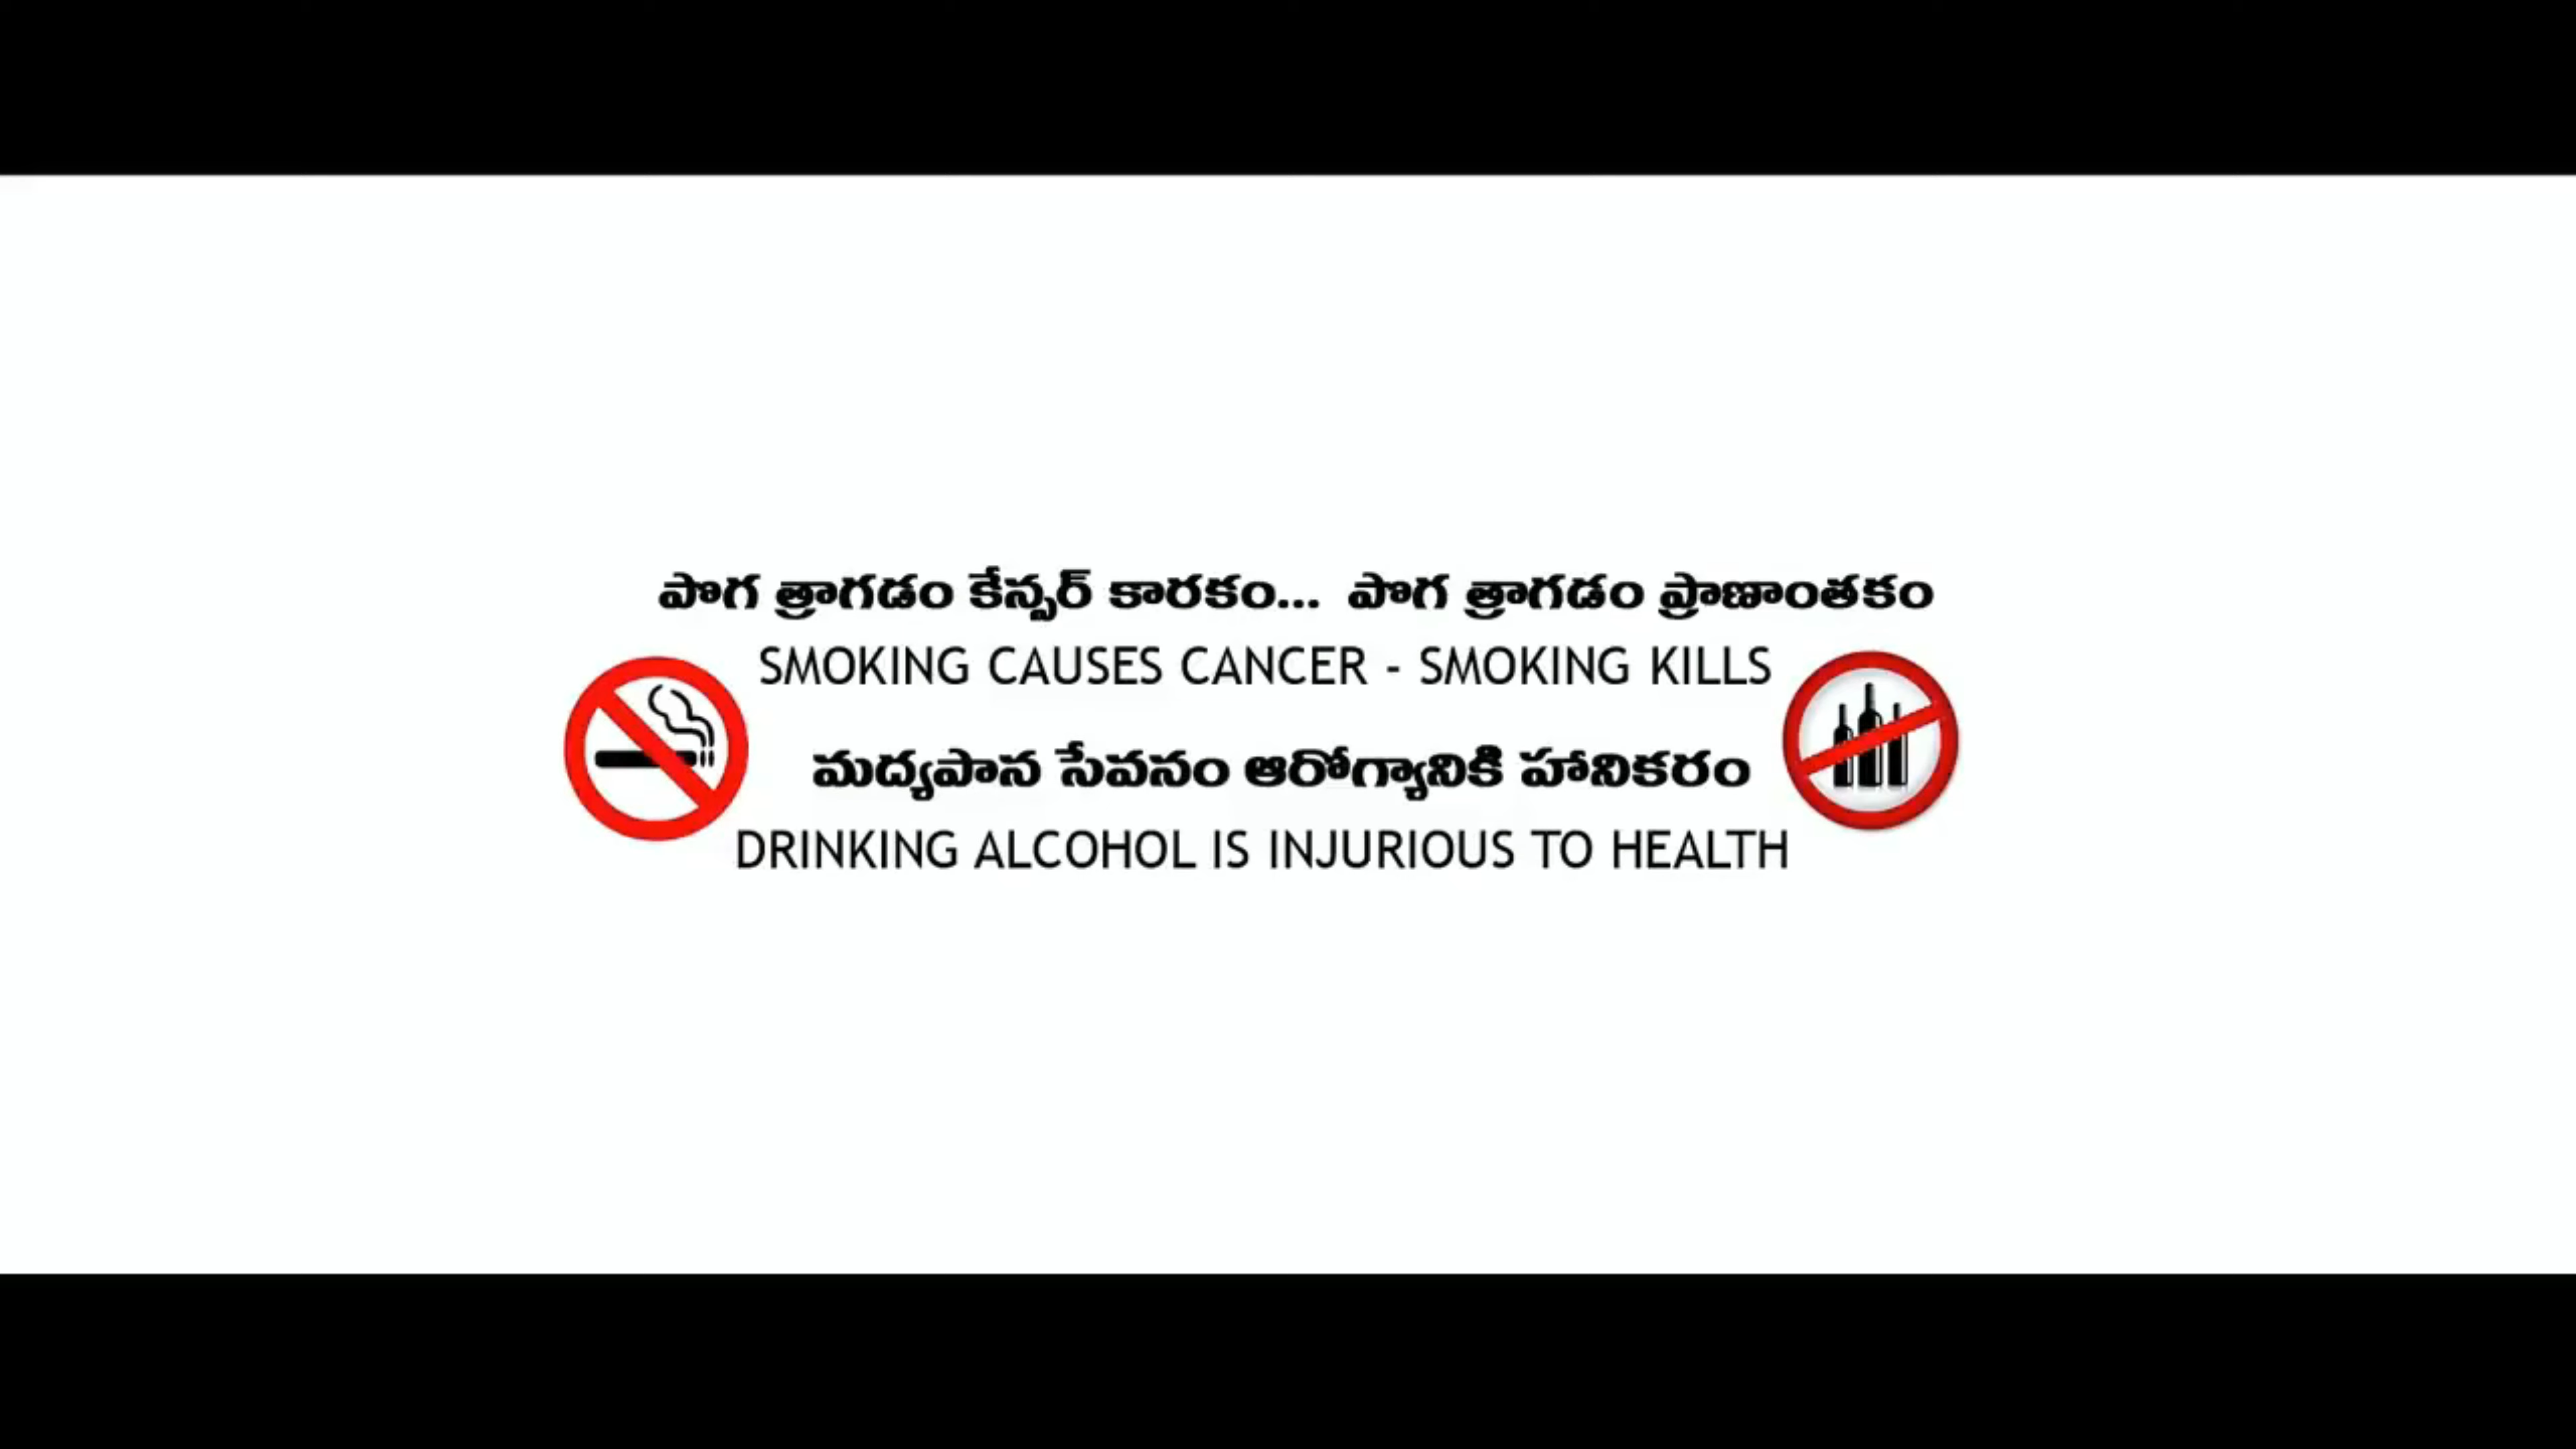 పొగ త్రాగడం కేన్సర్ కారకం... పొగ త్రాగడం ప్రాణాంతకం
SMOKING CAUSES CANCER - SMOKING KILLS
మద్యపాన సేవనం ఆరోగ్యానికి హానికరం
DRINKING ALCOHOL IS INJURIOUS TO HEALTH